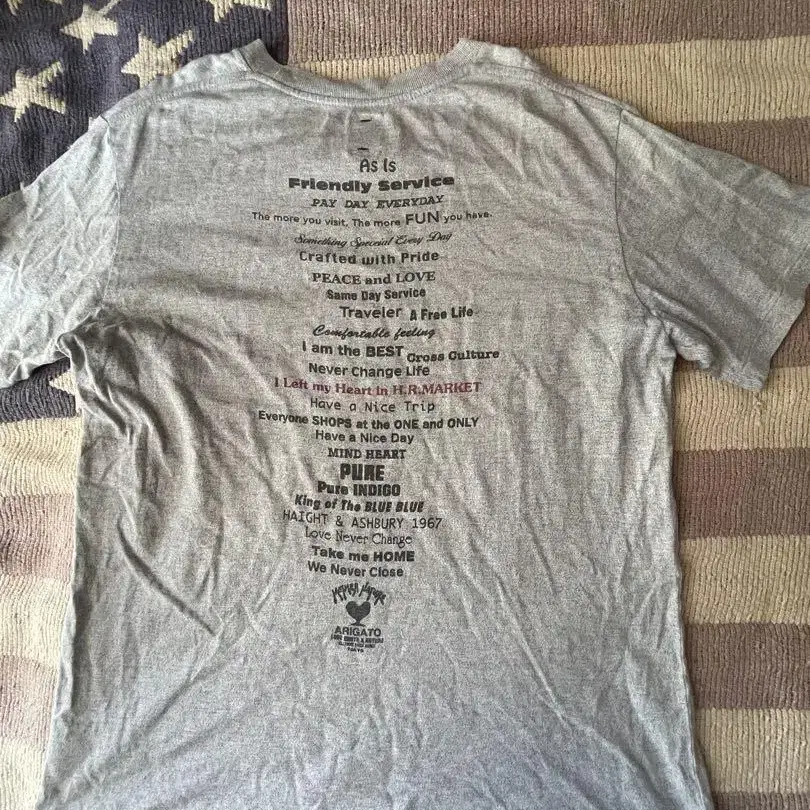 As Is
Friendly Service
PAY DAY EVERYDAY
The more you visit, The more FUN you have.
Something Special Every Day
Crafted with Pride
PEACE and LOVE
Same Day Service
Traveler A Free Life
Comfortable feeling
I am the BEST Cross Culture
Never Change Life
I Left my Heart in H.R.MARKET
Have a Nice Trip
Everyone SHOPS at the ONE and ONLY
Have a Nice Day
MIND HEART
PURE
Pure INDIGO
King of The BLUE BLUE
HAIGHT & ASHBURY 1967
Love Never Change
Take me HOME
We Never Close
ARIGATO